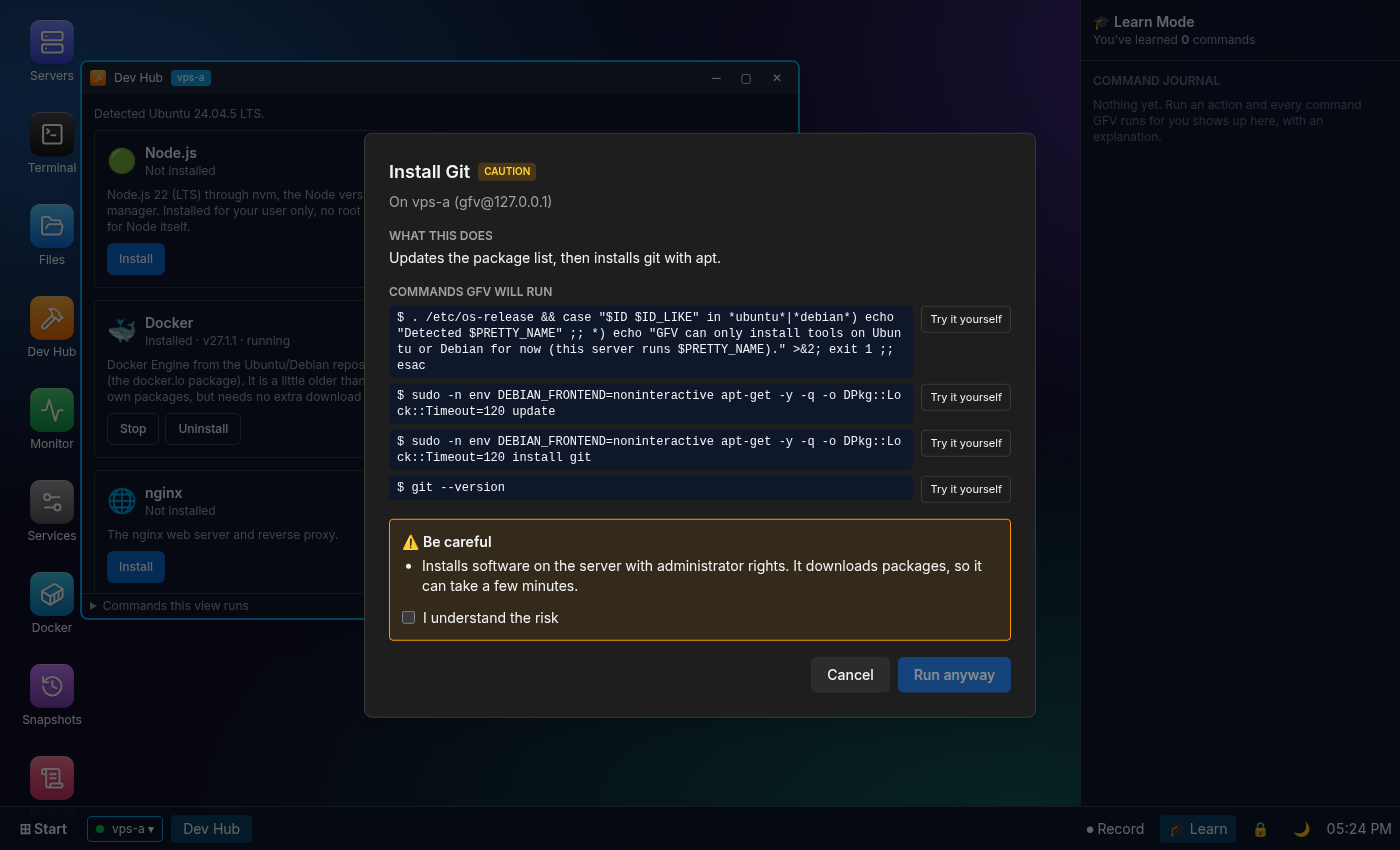 Servers
Terminal
Files
Dev Hub
Monitor
Services
Docker
Snapshots
Dev Hub vps-a
Detected Ubuntu 24.04.5 LTS.
Node.js
Not installed
Node.js 22 (LTS) through nvm, the Node vers
manager. Installed for your user only, no root
for Node itself.
Install
Docker
Installed · v27.1.1 · running
Docker Engine from the Ubuntu/Debian repos
(the docker.io package). It is a little older than
own packages, but needs no extra download
Stop Uninstall
nginx
Not installed
The nginx web server and reverse proxy.
Install
Commands this view runs
Install Git CAUTION
On vps-a (gfv@127.0.0.1)
WHAT THIS DOES
Updates the package list, then installs git with apt.
COMMANDS GFV WILL RUN
$ . /etc/os-release && case "$ID $ID_LIKE" in *ubuntu*|*debian*) echo
"Detected $PRETTY_NAME" ;; *) echo "GFV can only install tools on Ubun
tu or Debian for now (this server runs $PRETTY_NAME)." >&2; exit 1 ;;
esac
Try it yourself
$ sudo -n env DEBIAN_FRONTEND=noninteractive apt-get -y -q -o DPkg::Lo
ck::Timeout=120 update
Try it yourself
$ sudo -n env DEBIAN_FRONTEND=noninteractive apt-get -y -q -o DPkg::Lo
ck::Timeout=120 install git
Try it yourself
$ git --version
Try it yourself
⚠️ Be careful
• Installs software on the server with administrator rights. It downloads packages, so it
can take a few minutes.
I understand the risk
Cancel Run anyway
Learn Mode
You've learned 0 commands
COMMAND JOURNAL
Nothing yet. Run an action and every command
GFV runs for you shows up here, with an
explanation.
Start vps-a ▾ Dev Hub
Record Learn 05:24 PM